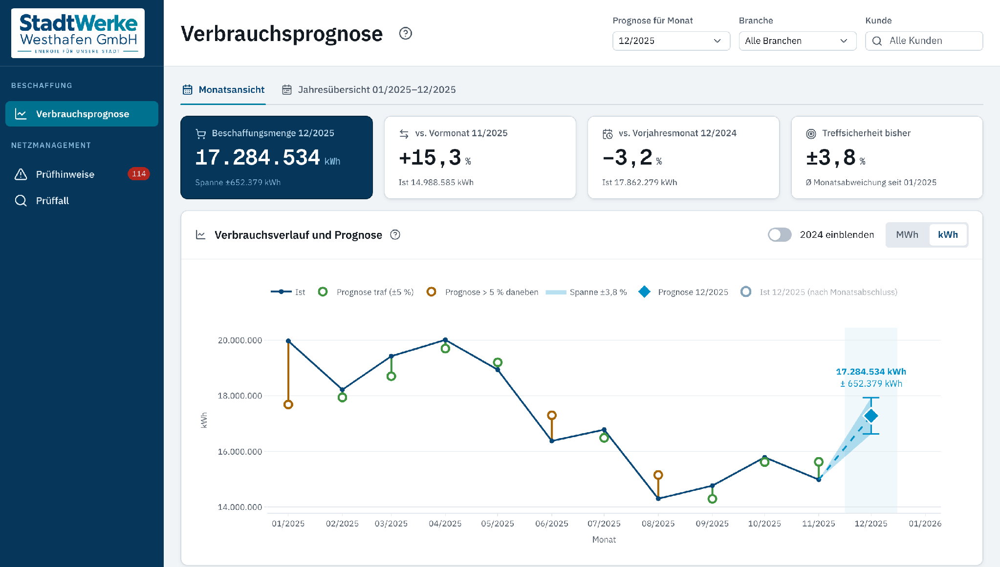 StadtWerke
Westhafen GmbH
ENERGIE FÜR UNSERE STADT
BESCHAFFUNG
Verbrauchsprognose
NETZMANAGEMENT
Prüfhinweise 114
Prüffall
Verbrauchsprognose
Prognose für Monat
12/2025
Branche
Alle Branchen
Kunde
Alle Kunden
Monatsansicht
Jahresübersicht 01/2025–12/2025
Beschaffungsmenge 12/2025
17.284.534 kWh
Spanne ±652.379 kWh
vs. Vormonat 11/2025
+15,3 %
Ist 14.988.585 kWh
vs. Vorjahresmonat 12/2024
−3,2 %
Ist 17.862.279 kWh
Treffsicherheit bisher
±3,8 %
Ø Monatsabweichung seit 01/2025
Verbrauchsverlauf und Prognose
2024 einblenden
MWh kWh
Ist Prognose traf (±5 %) Prognose > 5 % daneben Spanne ±3,8 % Prognose 12/2025 Ist 12/2025 (nach Monatsabschluss)
20.000.000
18.000.000
16.000.000
14.000.000
kWh
17.284.534 kWh
± 652.379 kWh
01/2025 02/2025 03/2025 04/2025 05/2025 06/2025 07/2025 08/2025 09/2025 10/2025 11/2025 12/2025 01/2026
Monat